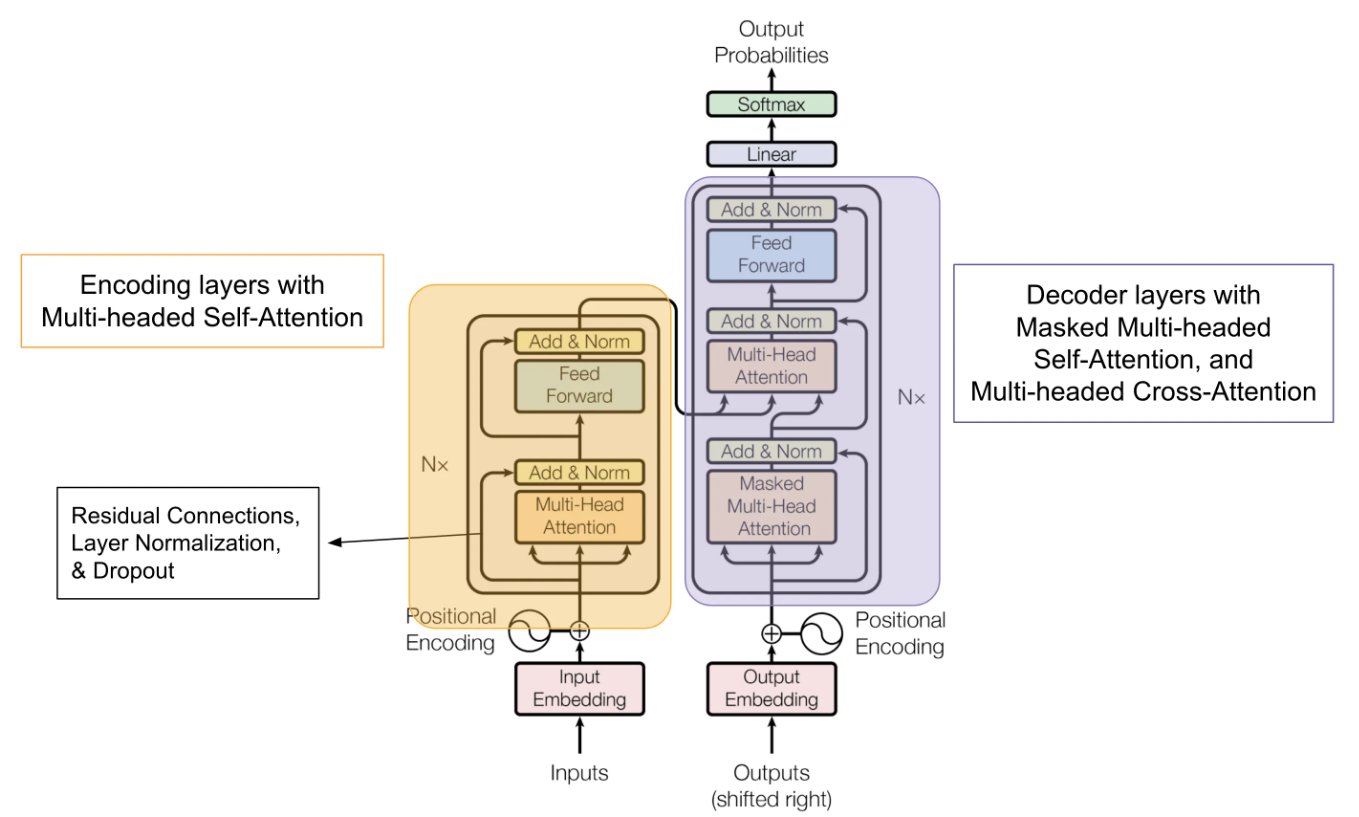 Output
Probabilities
Softmax
Linear
Add & Norm
Feed
Forward
Add & Norm
Multi-Head
Attention
Nx
Add & Norm
Masked
Multi-Head
Attention
Decoder layers with
Masked Multi-headed
Self-Attention, and
Multi-headed Cross-Attention
Encoding layers with
Multi-headed Self-Attention
Add & Norm
Feed
Forward
Nx
Add & Norm
Multi-Head
Attention
Residual Connections,
Layer Normalization,
& Dropout
Positional
Encoding
Positional
Encoding
Input
Embedding
Output
Embedding
Inputs
Outputs
(shifted right)